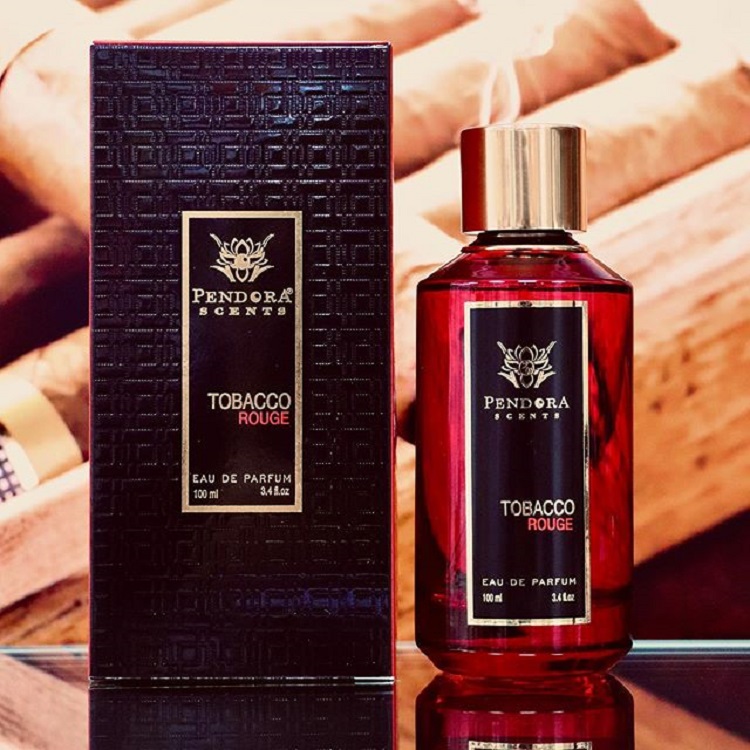 PENDORA®
SCENTS
TOBACCO
ROUGE
EAU DE PARFUM
100 ml 3,4 fl.oz
PENDORA
SCENTS
TOBACCO
ROUGE
EAU DE PARFUM
100 ml 3.4 fl.oz